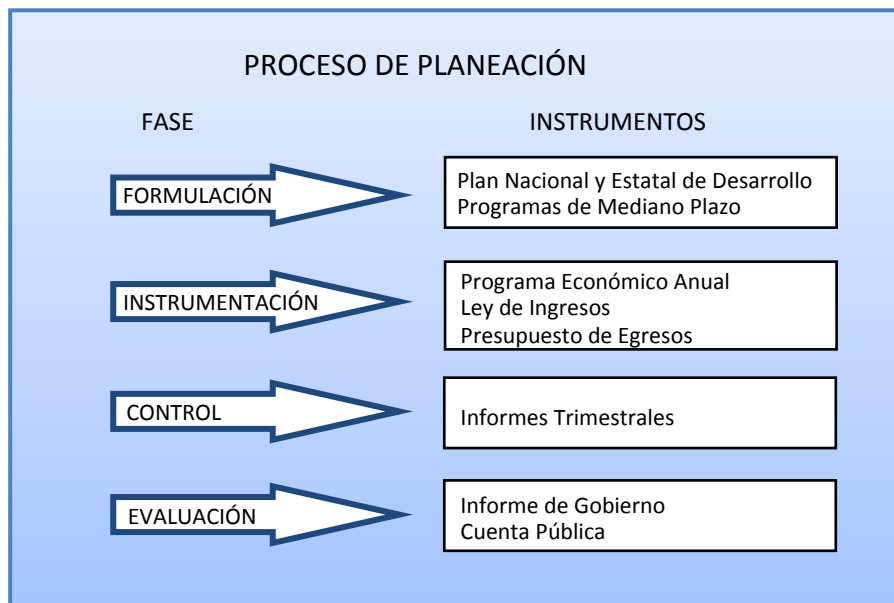 PROCESO DE PLANEACIÓN
FASE
INSTRUMENTOS
FORMULACIÓN
Plan Nacional y Estatal de Desarrollo
Programas de Mediano Plazo
INSTRUMENTACIÓN
Programa Económico Anual
Ley de Ingresos
Presupuesto de Egresos
CONTROL
Informes Trimestrales
EVALUACIÓN
Informe de Gobierno
Cuenta Pública